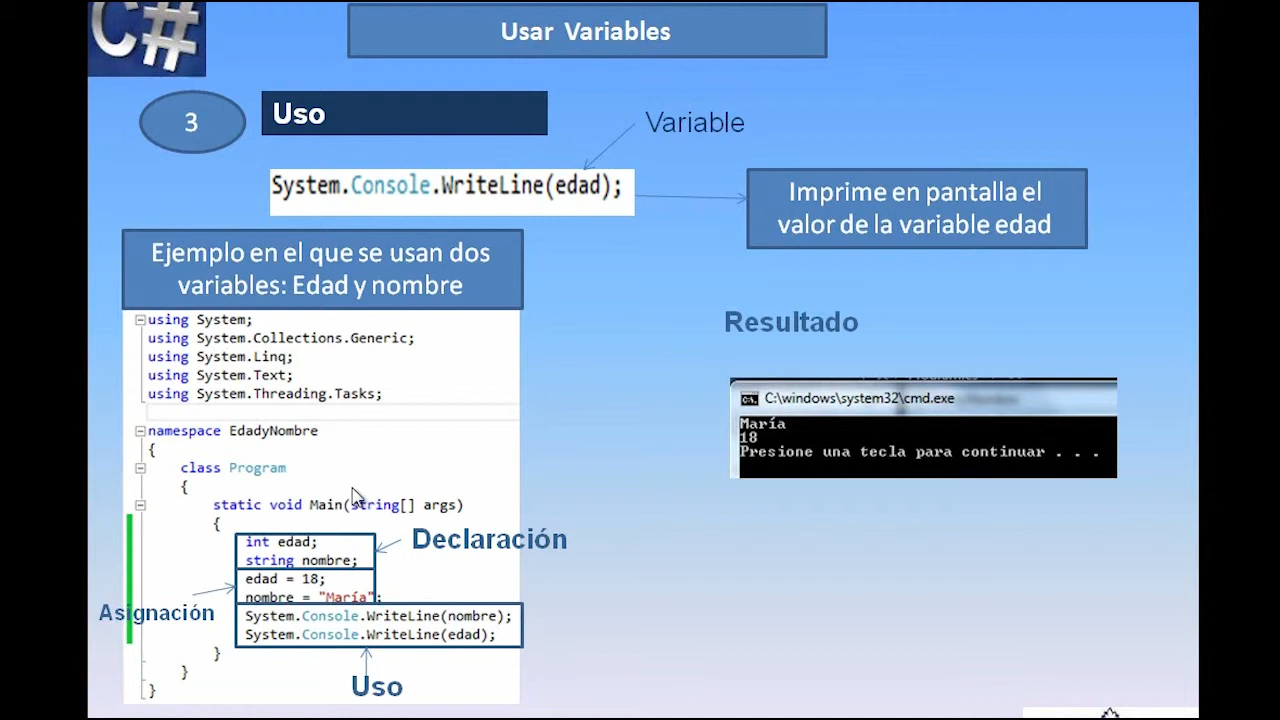 C#
Usar Variables
3
Uso
Variable
System.Console.WriteLine(edad);
Imprime en pantalla el
valor de la variable edad
Ejemplo en el que se usan dos
variables: Edad y nombre
using System;
using System.Collections.Generic;
using System.Linq;
using System.Text;
using System.Threading.Tasks;
namespace EdadyNombre
{
class Program
{
static void Main(string[] args)
{
int edad;
string nombre;
edad = 18;
nombre = "María";
System.Console.WriteLine(nombre);
System.Console.WriteLine(edad);
}
}
}
Declaración
Asignación
Uso
Resultado
C:\windows\system32\cmd.exe
María
18
Presione una tecla para continuar . . .